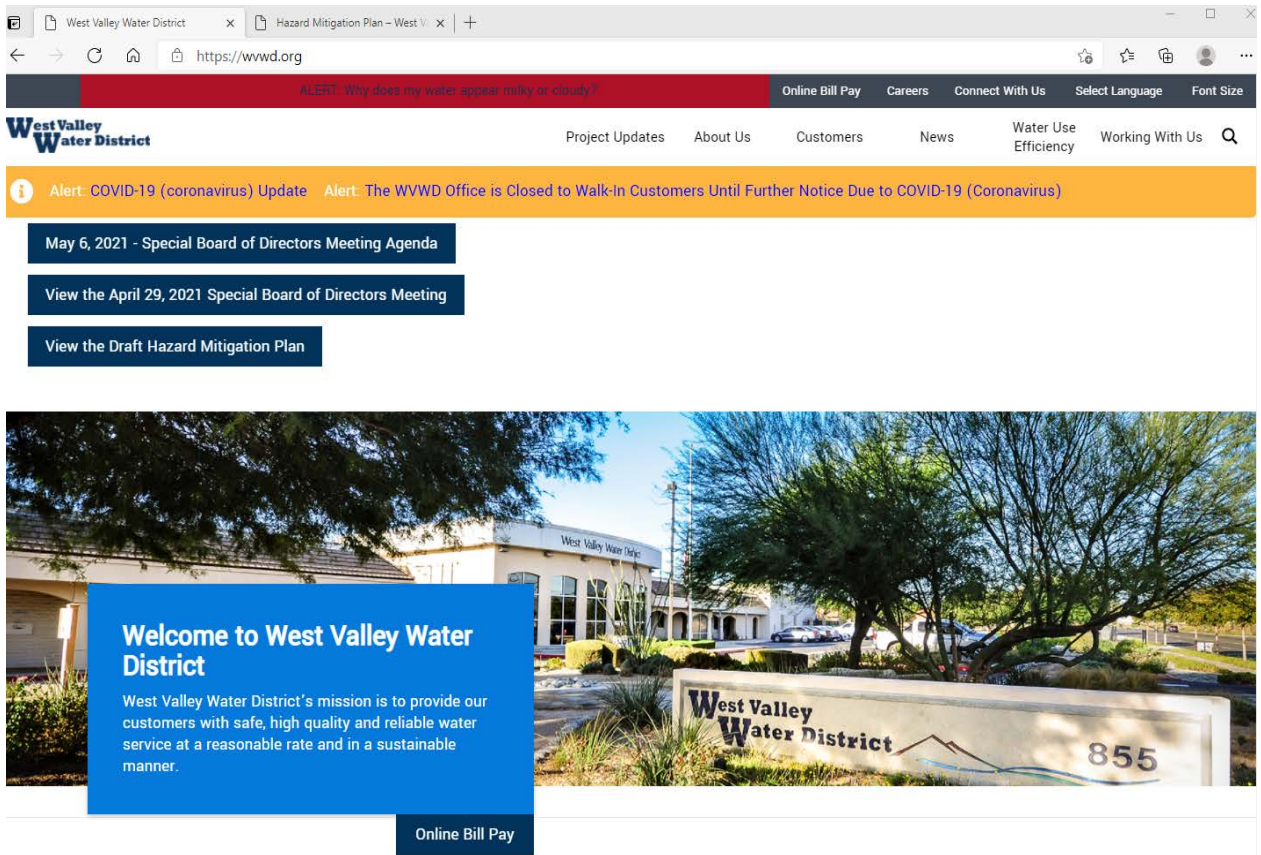 West Valley Water District
Hazard Mitigation Plan – West V
https://wvwd.org
ALERT: Why does my water appear milky or cloudy?
Online Bill Pay Careers Connect With Us Select Language Font Size
West Valley
Water District
Project Updates About Us Customers News Water Use Efficiency Working With Us
Alert: COVID-19 (coronavirus) Update Alert: The WVWD Office is Closed to Walk-In Customers Until Further Notice Due to COVID-19 (Coronavirus)
May 6, 2021 - Special Board of Directors Meeting Agenda
View the April 29, 2021 Special Board of Directors Meeting
View the Draft Hazard Mitigation Plan
West Valley Water District
Welcome to West Valley Water
District
West Valley Water District's mission is to provide our
customers with safe, high quality and reliable water
service at a reasonable rate and in a sustainable
manner.
West Valley
Water District
855
Online Bill Pay